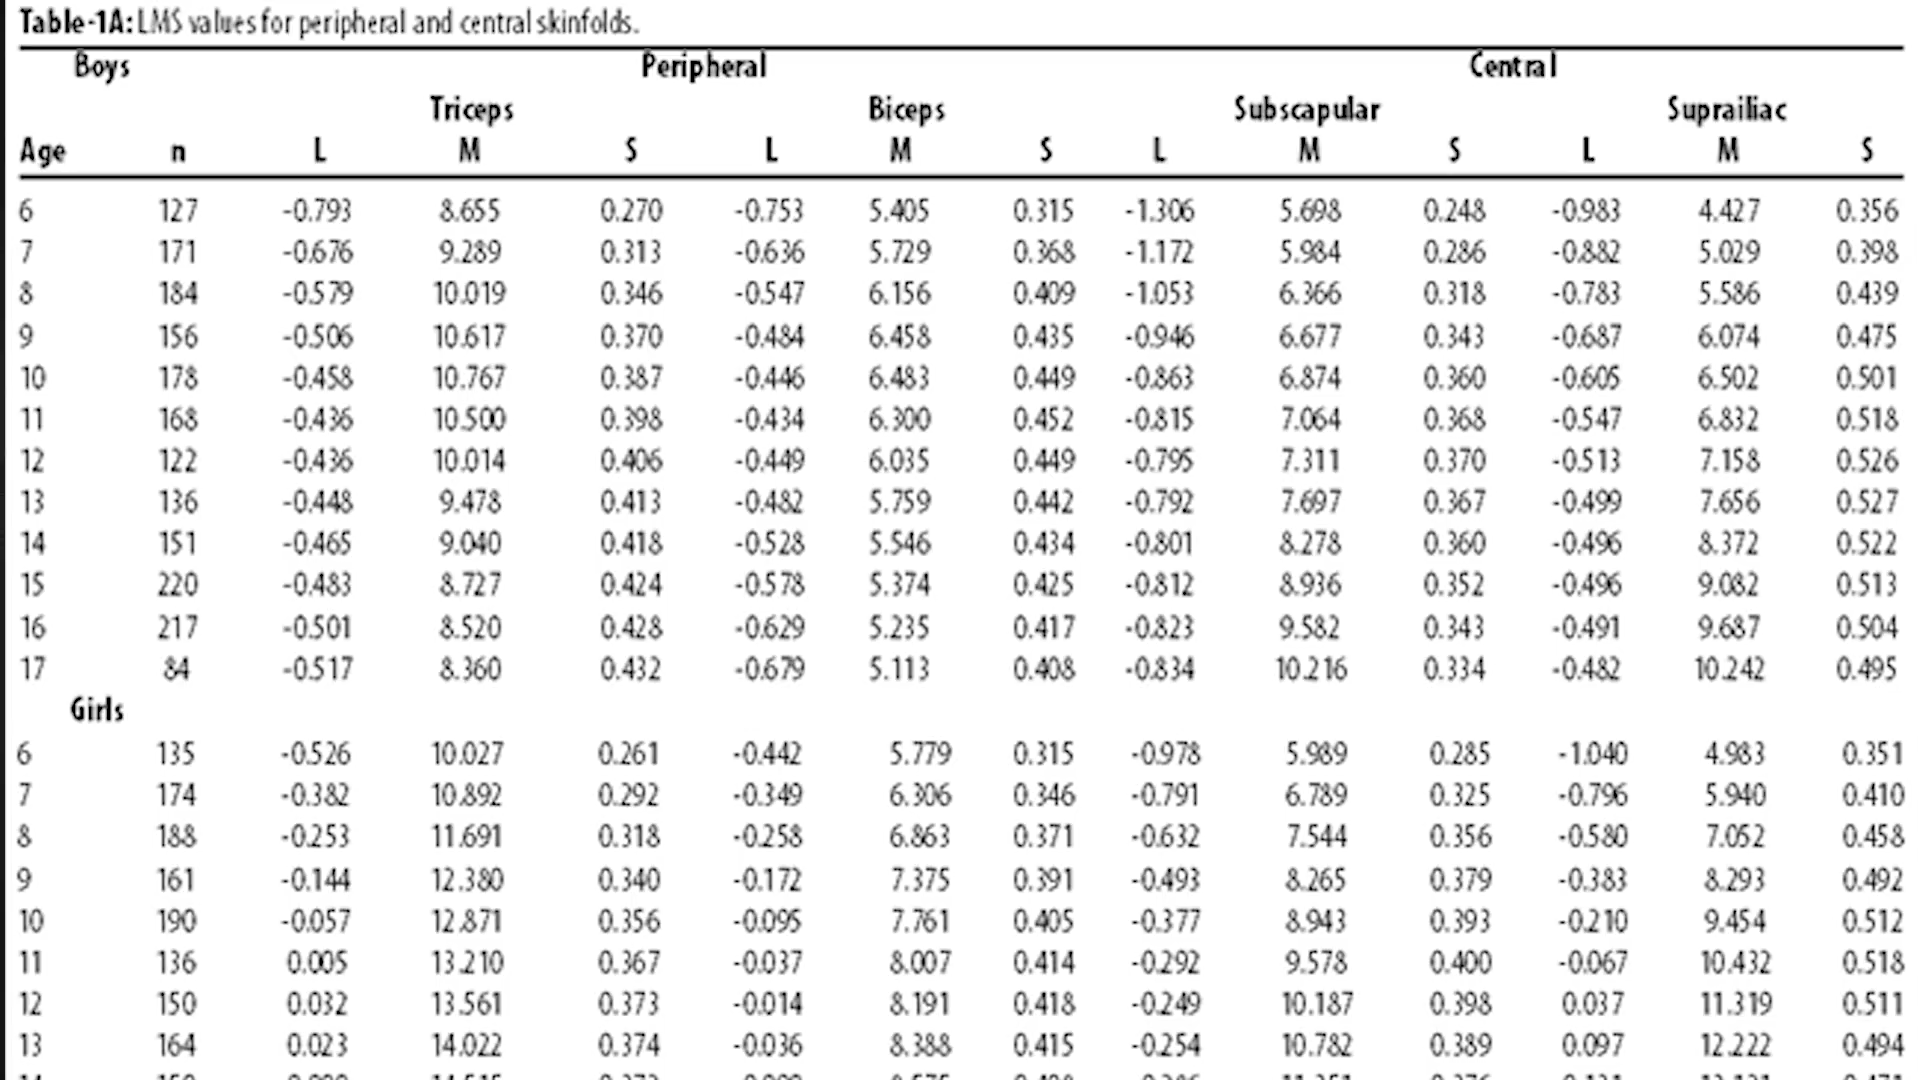 Table-1A: LMS values for peripheral and central skinfolds.
Boys Peripheral Central
Triceps Biceps Subscapular Suprailiac
Age n L M S L M S L M S L M S
6 127 -0.793 8.655 0.270 -0.753 5.405 0.315 -1.306 5.698 0.248 -0.983 4.427 0.356
7 171 -0.676 9.289 0.313 -0.636 5.729 0.368 -1.172 5.984 0.286 -0.882 5.029 0.398
8 184 -0.579 10.019 0.346 -0.547 6.156 0.409 -1.053 6.366 0.318 -0.783 5.586 0.439
9 156 -0.506 10.617 0.370 -0.484 6.458 0.435 -0.946 6.677 0.343 -0.687 6.074 0.475
10 178 -0.458 10.767 0.387 -0.446 6.483 0.449 -0.863 6.874 0.360 -0.605 6.502 0.501
11 168 -0.436 10.500 0.398 -0.434 6.300 0.452 -0.815 7.064 0.368 -0.547 6.832 0.518
12 122 -0.436 10.014 0.406 -0.449 6.035 0.449 -0.795 7.311 0.370 -0.513 7.158 0.526
13 136 -0.448 9.478 0.413 -0.482 5.759 0.442 -0.792 7.697 0.367 -0.499 7.656 0.527
14 151 -0.465 9.040 0.418 -0.528 5.546 0.434 -0.801 8.278 0.360 -0.496 8.372 0.522
15 220 -0.483 8.727 0.424 -0.578 5.374 0.425 -0.812 8.936 0.352 -0.496 9.082 0.513
16 217 -0.501 8.520 0.428 -0.629 5.235 0.417 -0.823 9.582 0.343 -0.491 9.687 0.504
17 84 -0.517 8.360 0.432 -0.679 5.113 0.408 -0.834 10.216 0.334 -0.482 10.242 0.495
Girls
6 135 -0.526 10.027 0.261 -0.442 5.779 0.315 -0.978 5.989 0.285 -1.040 4.983 0.351
7 174 -0.382 10.892 0.292 -0.349 6.306 0.346 -0.791 6.789 0.325 -0.796 5.940 0.410
8 188 -0.253 11.691 0.318 -0.258 6.863 0.371 -0.632 7.544 0.356 -0.580 7.052 0.458
9 161 -0.144 12.380 0.340 -0.172 7.375 0.391 -0.493 8.265 0.379 -0.383 8.293 0.492
10 190 -0.057 12.871 0.356 -0.095 7.761 0.405 -0.377 8.943 0.393 -0.210 9.454 0.512
11 136 0.005 13.210 0.367 -0.037 8.007 0.414 -0.292 9.578 0.400 -0.067 10.432 0.518
12 150 0.032 13.561 0.373 -0.014 8.191 0.418 -0.249 10.187 0.398 0.037 11.319 0.511
13 164 0.023 14.022 0.374 -0.036 8.388 0.415 -0.254 10.782 0.389 0.097 12.222 0.494